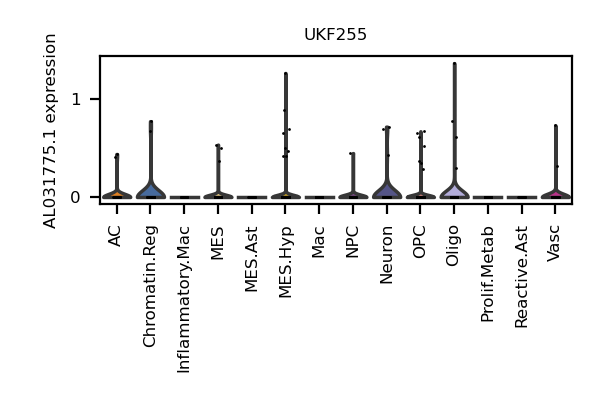 UKF255
AL031775.1 expression
1
0
AC
Chromatin.Reg
Inflammatory.Mac
MES
MES.Ast
MES.Hyp
Mac
NPC
Neuron
OPC
Oligo
Prolif.Metab
Reactive.Ast
Vasc